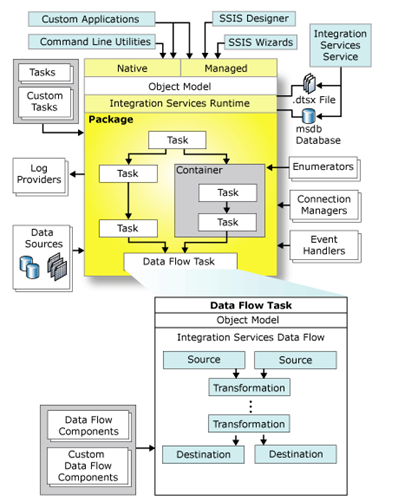 Custom Applications
SSIS Designer
Command Line Utilities
SSIS Wizards
Integration
Services
Service
Native
Managed
Object Model
Integration Services Runtime
Tasks
Custom
Tasks
.dtsx File
msdb
Database
Package
Task
Log
Providers
Task
Container
Task
Task
Task
Enumerators
Connection
Managers
Event
Handlers
Data
Sources
Data Flow Task
Data Flow Task
Object Model
Integration Services Data Flow
Source
Source
Transformation
Transformation
Destination
Destination
Data Flow
Components
Custom
Data Flow
Components